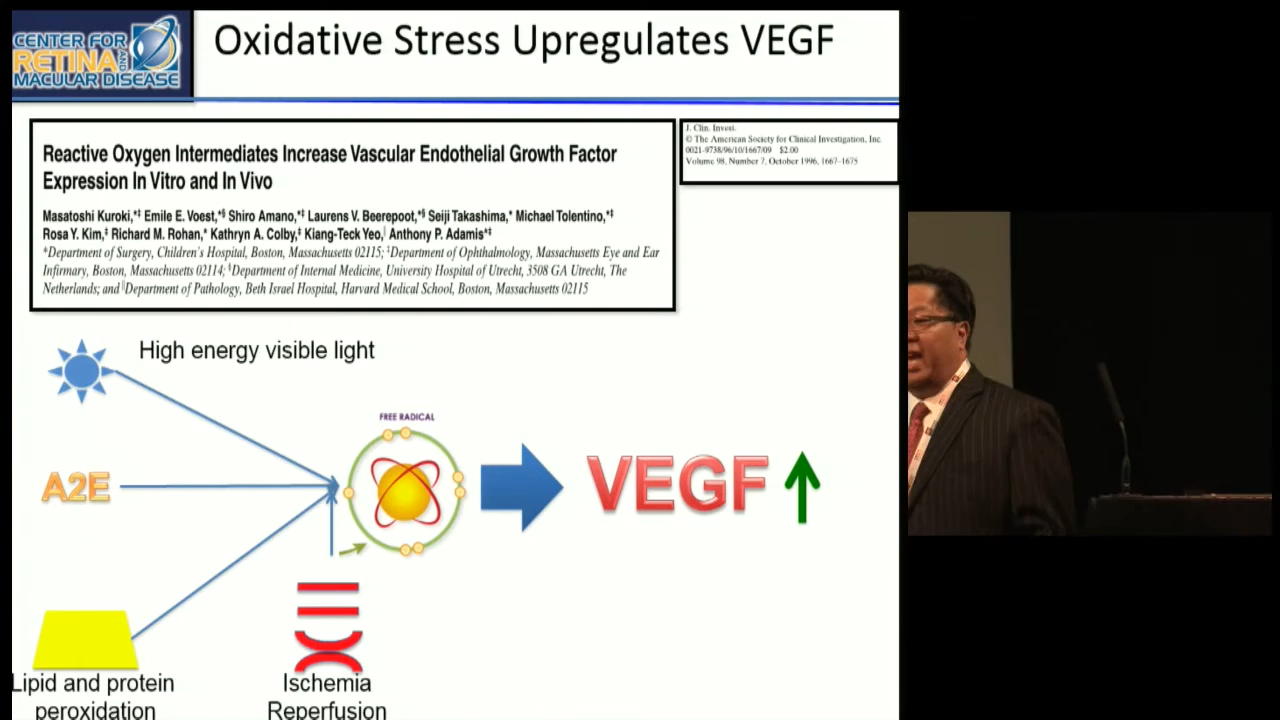 CENTER FOR
RETINA AND
MACULAR DISEASE
Oxidative Stress Upregulates VEGF
Reactive Oxygen Intermediates Increase Vascular Endothelial Growth Factor
Expression In Vitro and In Vivo
Masatoshi Kuroki,*‡ Emile E. Voest,*§ Shiro Amano,*‡ Laurens V. Beerepoot,*§ Seiji Takashima,* Michael Tolentino,*‡
Rosa Y. Kim,‡ Richard M. Rohan,* Kathryn A. Colby,‡ Kiang-Teck Yeo,‖ Anthony P. Adamis*‡
*Department of Surgery, Children's Hospital, Boston, Massachusetts 02115; ‡Department of Ophthalmology, Massachusetts Eye and Ear
Infirmary, Boston, Massachusetts 02114; §Department of Internal Medicine, University Hospital of Utrecht, 3508 GA Utrecht, The
Netherlands; and ‖Department of Pathology, Beth Israel Hospital, Harvard Medical School, Boston, Massachusetts 02115
J. Clin. Invest.
© The American Society for Clinical Investigation, Inc.
0021-9738/96/10/1667/09 $2.00
Volume 98, Number 7, October 1996, 1667–1675
High energy visible light
FREE RADICAL
A2E
VEGF
Lipid and protein
peroxidation
Ischemia
Reperfusion